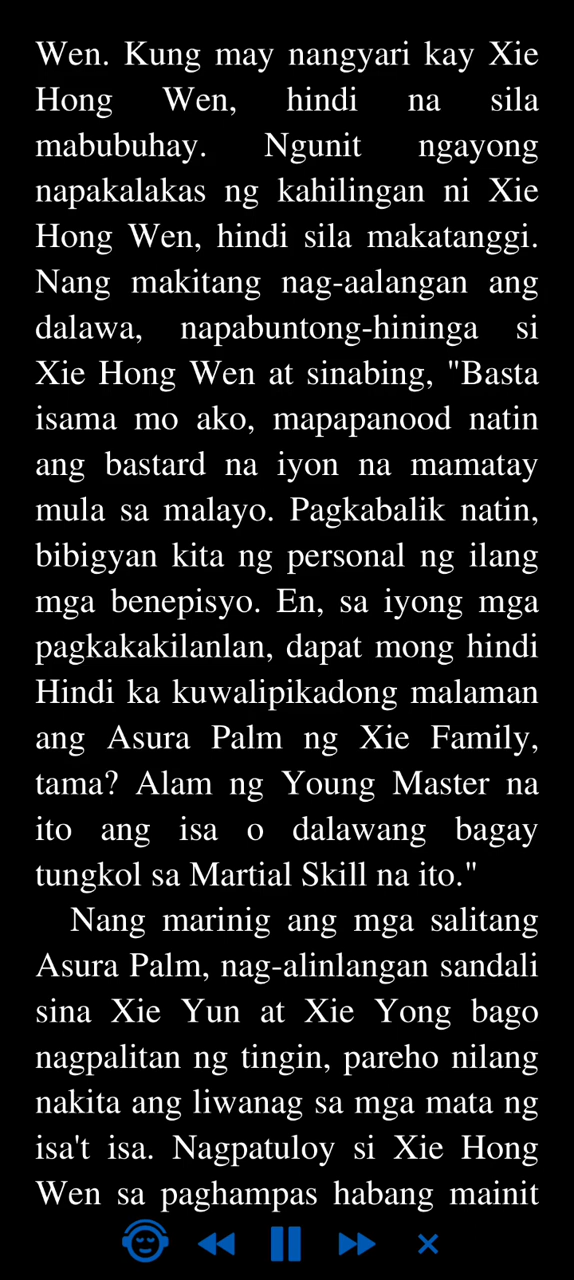 Wen. Kung may nangyari kay Xie
Hong Wen, hindi na sila
mabubuhay. Ngunit ngayong
napakalakas ng kahilingan ni Xie
Hong Wen, hindi sila makatanggi.
Nang makitang nag-aalangan ang
dalawa, napabuntong-hininga si
Xie Hong Wen at sinabing, "Basta
isama mo ako, mapapanood natin
ang bastard na iyon na mamatay
mula sa malayo. Pagkabalik natin,
bibigyan kita ng personal ng ilang
mga benepisyo. En, sa iyong mga
pagkakakilanlan, dapat mong hindi
Hindi ka kuwalipikadong malaman
ang Asura Palm ng Xie Family,
tama? Alam ng Young Master na
ito ang isa o dalawang bagay
tungkol sa Martial Skill na ito."
Nang marinig ang mga salitang
Asura Palm, nag-alinlangan sandali
sina Xie Yun at Xie Yong bago
nagpalitan ng tingin, pareho nilang
nakita ang liwanag sa mga mata ng
isa't isa. Nagpatuloy si Xie Hong
Wen sa paghampas habang mainit